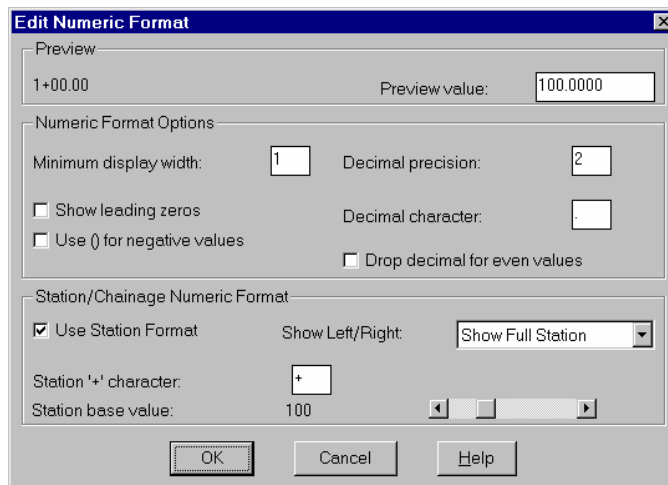 Edit Numeric Format
Preview
1+00.00
Preview value: 100.0000
Numeric Format Options
Minimum display width: 1
Decimal precision: 2
Show leading zeros
Decimal character: .
Use () for negative values
Drop decimal for even values
Station/Chainage Numeric Format
Use Station Format
Show Left/Right: Show Full Station
Station '+' character: +
Station base value: 100
OK Cancel Help